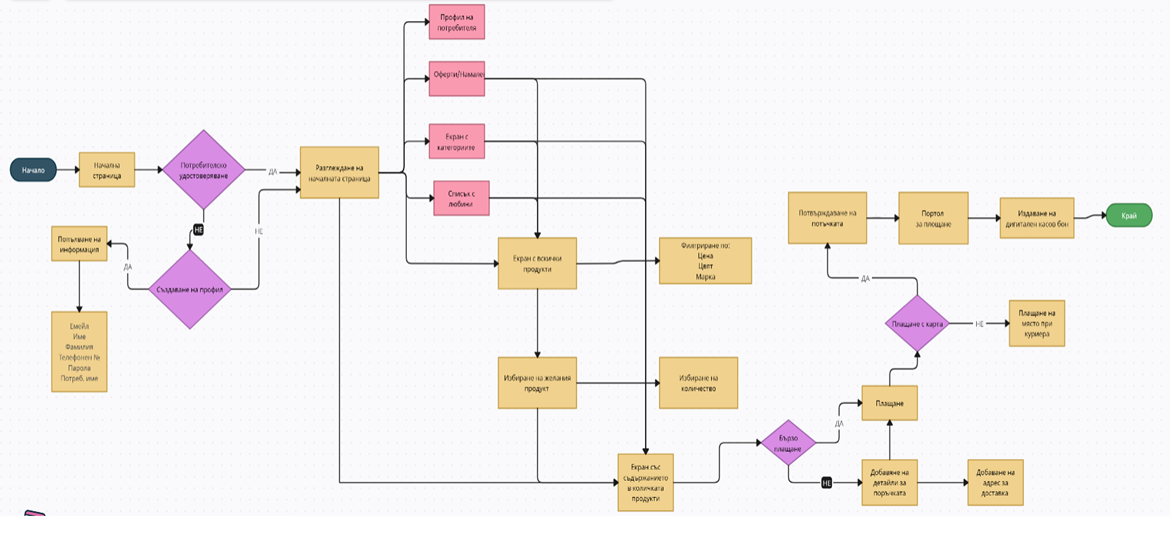 Начало
Начална
страница
Потребителско
удостоверяване
ДА
НЕ
Създаване на профил
ДА
НЕ
Попълване на
информация
Емейл
Име
Фамилия
Телефонен №
Парола
Потреб. име
Разглеждане на
началната страница
Профил на
потребителя
Оферти/Намале
Екран с
категориите
Списък с
любими
Екран с всички
продукти
Филтриране по:
Цена
Цвят
Марка
Избиране на желания
продукт
Избиране на
количество
Екран със
съдържанието
в количката
продукти
Бързо
плащане
ДА
НЕ
Добавяне на
детайли за
поръчката
Добаване на
адрес за
доставка
Плащане
Плащане с карта
ДА
НЕ
Плащане на
място при
куриера
Потвърждаване на
Портол
за плащане
Издаване на
дигитален касов бон
Край